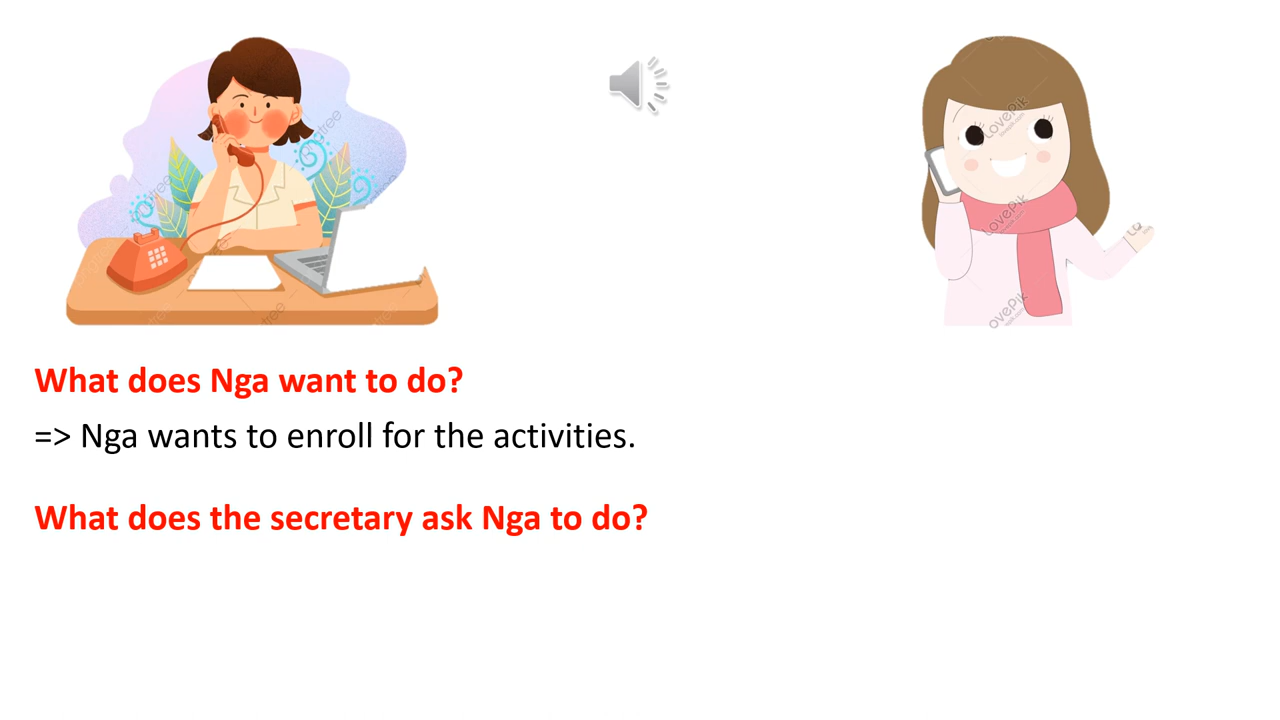 What does Nga want to do?
=> Nga wants to enroll for the activities.
What does the secretary ask Nga to do?